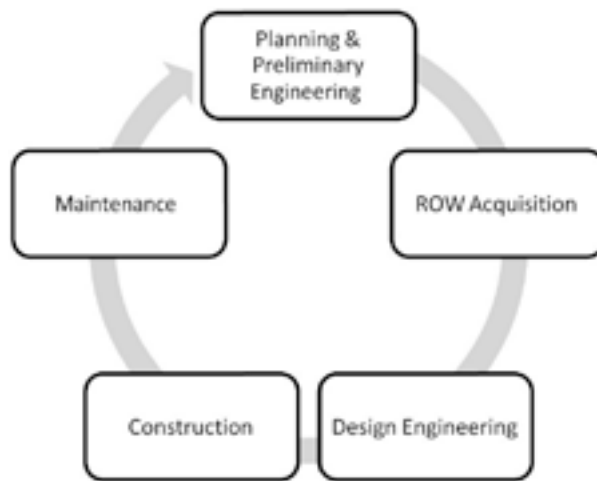 Planning &
Preliminary
Engineering
Maintenance
ROW Acquisition
Construction
Design Engineering